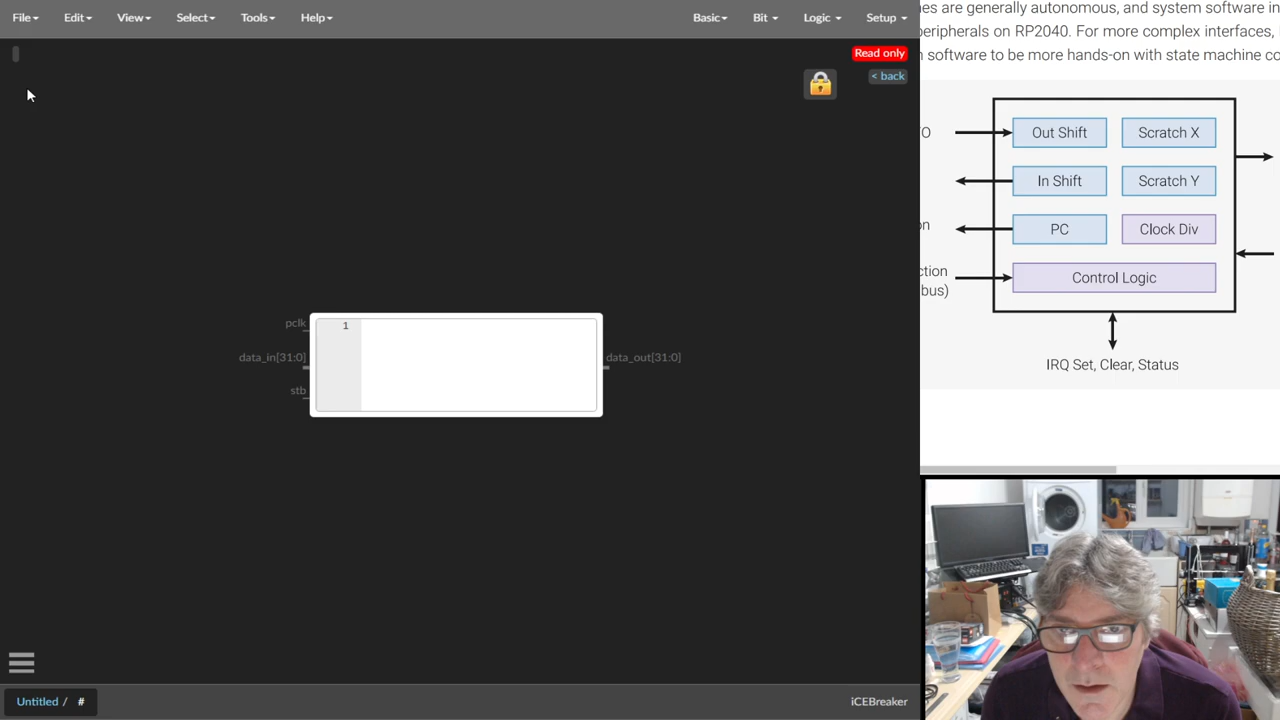 File
Edit
View
Select
Tools
Help
Basic
Bit
Logic
Setup
Read only
< back
pclk
data_in[31:0]
stb
1
data_out[31:0]
Untitled / #
iCEBreaker
es are generally autonomous, and system software in
peripherals on RP2040. For more complex interfaces,
software to be more hands-on with state machine co
Out Shift
Scratch X
In Shift
Scratch Y
PC
Clock Div
Control Logic
bus)
IRQ Set, Clear, Status